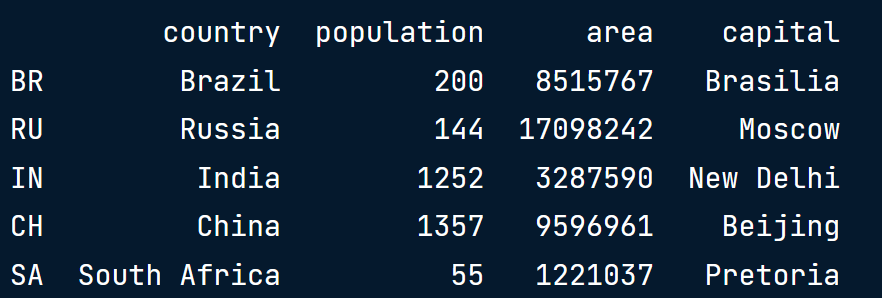 country population area capital
BR Brazil 200 8515767 Brasilia
RU Russia 144 17098242 Moscow
IN India 1252 3287590 New Delhi
CH China 1357 9596961 Beijing
SA South Africa 55 1221037 Pretoria